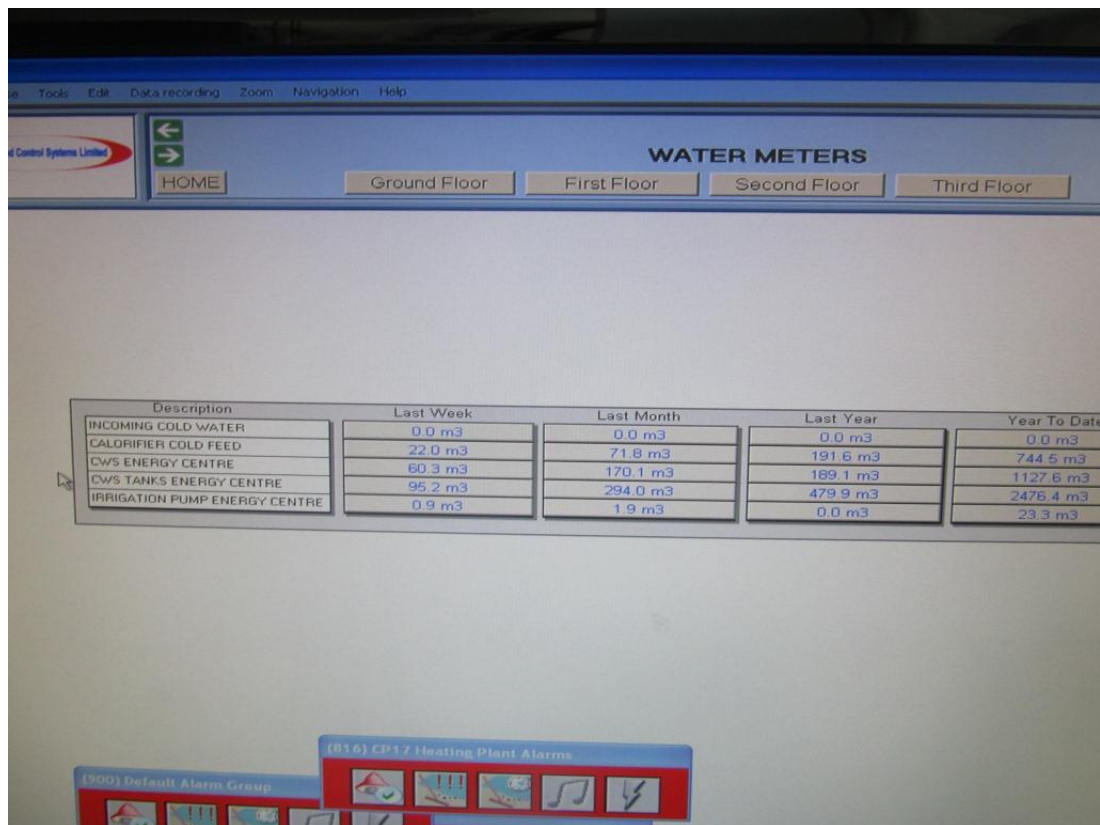 Tools Edit Data recording Zoom Navigation Help
d Control Systems Limited
WATER METERS
HOME Ground Floor First Floor Second Floor Third Floor
Description Last Week Last Month Last Year Year To Date
INCOMING COLD WATER 0.0 m3 0.0 m3 0.0 m3 0.0 m3
CALORIFIER COLD FEED 22.0 m3 71.8 m3 191.6 m3 744.5 m3
CWS ENERGY CENTRE 60.3 m3 170.1 m3 189.1 m3 1127.6 m3
CWS TANKS ENERGY CENTRE 95.2 m3 294.0 m3 479.9 m3 2476.4 m3
IRRIGATION PUMP ENERGY CENTRE 0.9 m3 1.9 m3 0.0 m3 23.3 m3
(816) CP17 Heating Plant Alarms
(900) Default Alarm Group